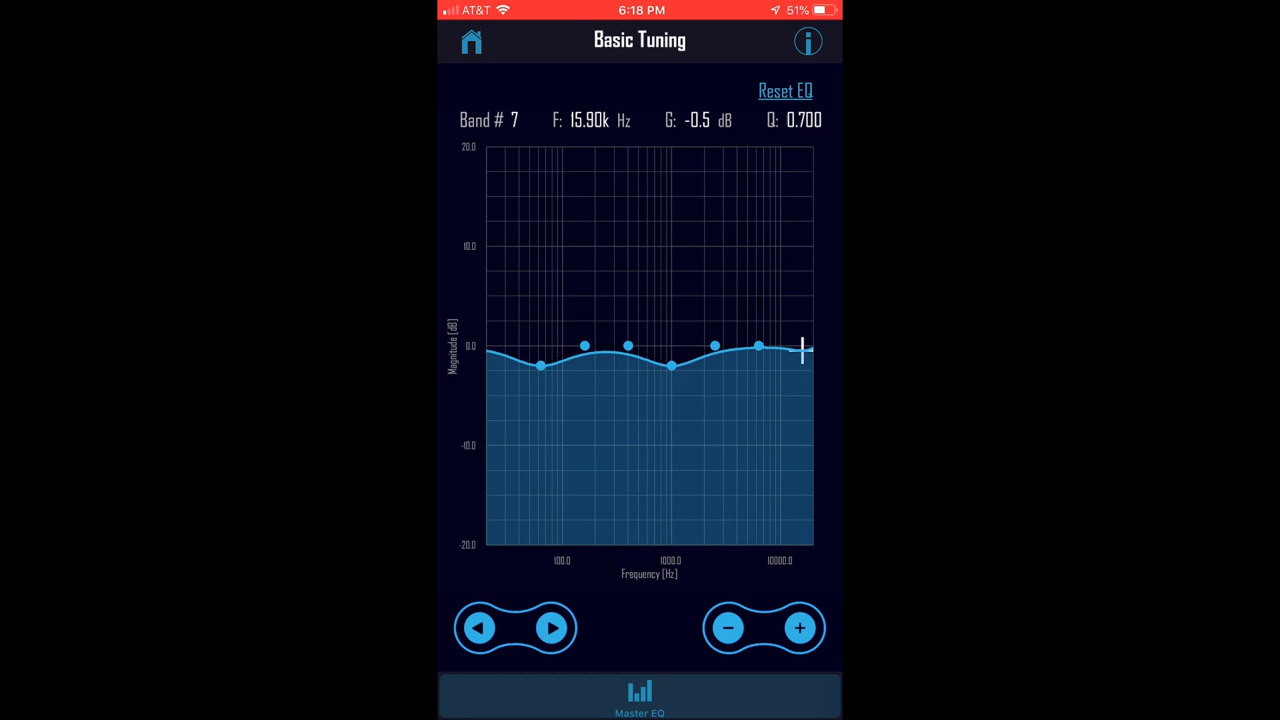 AT&T 6:18 PM 51%
Basic Tuning
Reset EQ
Band # 7 F: 15.90k Hz G: -0.5 dB Q: 0.700
20.0
10.0
0.0
Magnitude [dB]
-10.0
-20.0
100.0 1000.0 10000.0
Frequency [Hz]
Master EQ